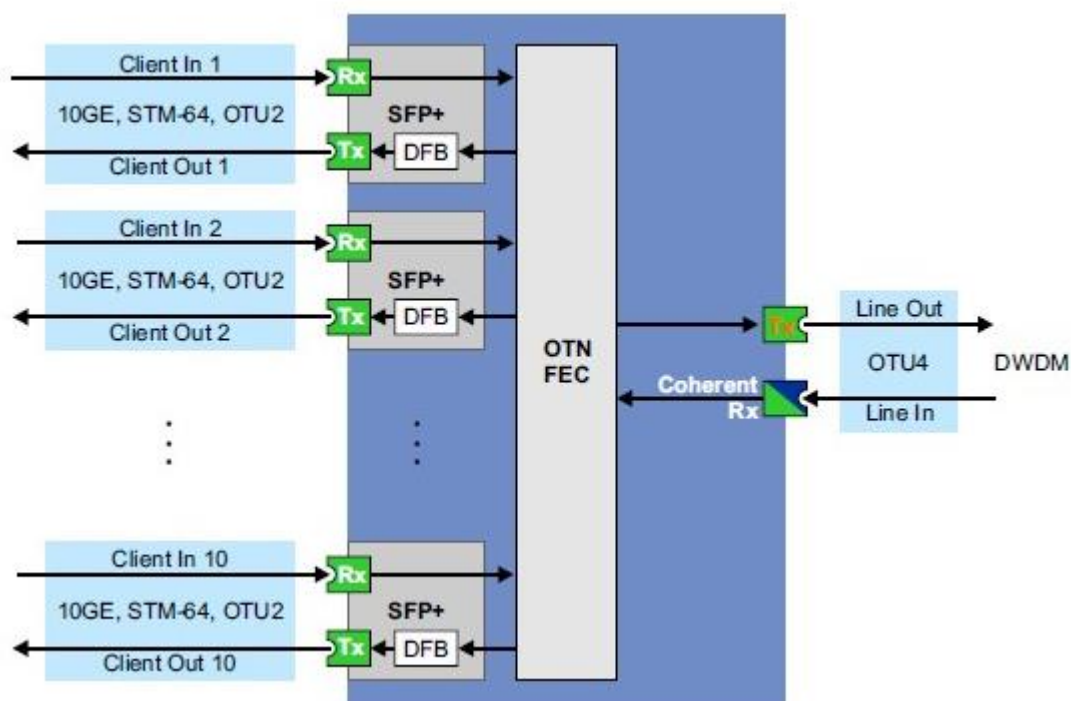 Client In 1
10GE, STM-64, OTU2
Client Out 1
Rx
SFP+
Tx
DFB
Client In 2
10GE, STM-64, OTU2
Client Out 2
Rx
SFP+
Tx
DFB
Client In 10
10GE, STM-64, OTU2
Client Out 10
Rx
SFP+
Tx
DFB
OTN
FEC
Tx
Coherent
Rx
Line Out
OTU4
Line In
DWDM